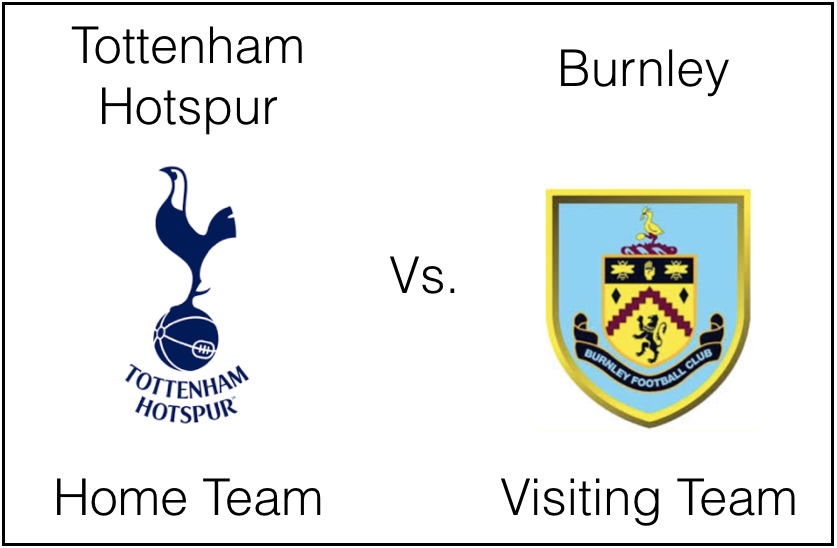 Tottenham
Hotspur
Burnley
Vs.
TOTTENHAM
HOTSPUR
BURNLEY FOOTBALL CLUB
Home Team
Visiting Team